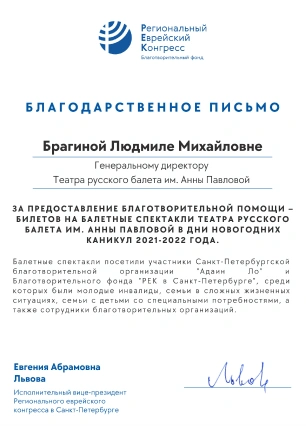 Региональный
Еврейский
Конгресс
Благотворительный фонд
БЛАГОДАРСТВЕННОЕ ПИСЬМО
Брагиной Людмиле Михайловне
Генеральному директору
Театра русского балета им. Анны Павловой
ЗА ПРЕДОСТАВЛЕНИЕ БЛАГОТВОРИТЕЛЬНОЙ ПОМОЩИ –
БИЛЕТОВ НА БАЛЕТНЫЕ СПЕКТАКЛИ ТЕАТРА РУССКОГО
БАЛЕТА ИМ. АННЫ ПАВЛОВОЙ В ДНИ НОВОГОДНИХ
КАНИКУЛ 2021-2022 ГОДА.
Балетные спектакли посетили участники Санкт-Петербургской
благотворительной организации "Адаин Ло" и
Благотворительного фонда "РЕК в Санкт-Петербурге", среди
которых были молодые инвалиды, семьи в сложных жизненных
ситуациях, семьи с детьми со специальными потребностями, а
также сотрудники благотворительных организаций.
Евгения Абрамовна
Львова
Исполнительный вице-президент
Регионального еврейского
конгресса в Санкт-Петербурге
Львова